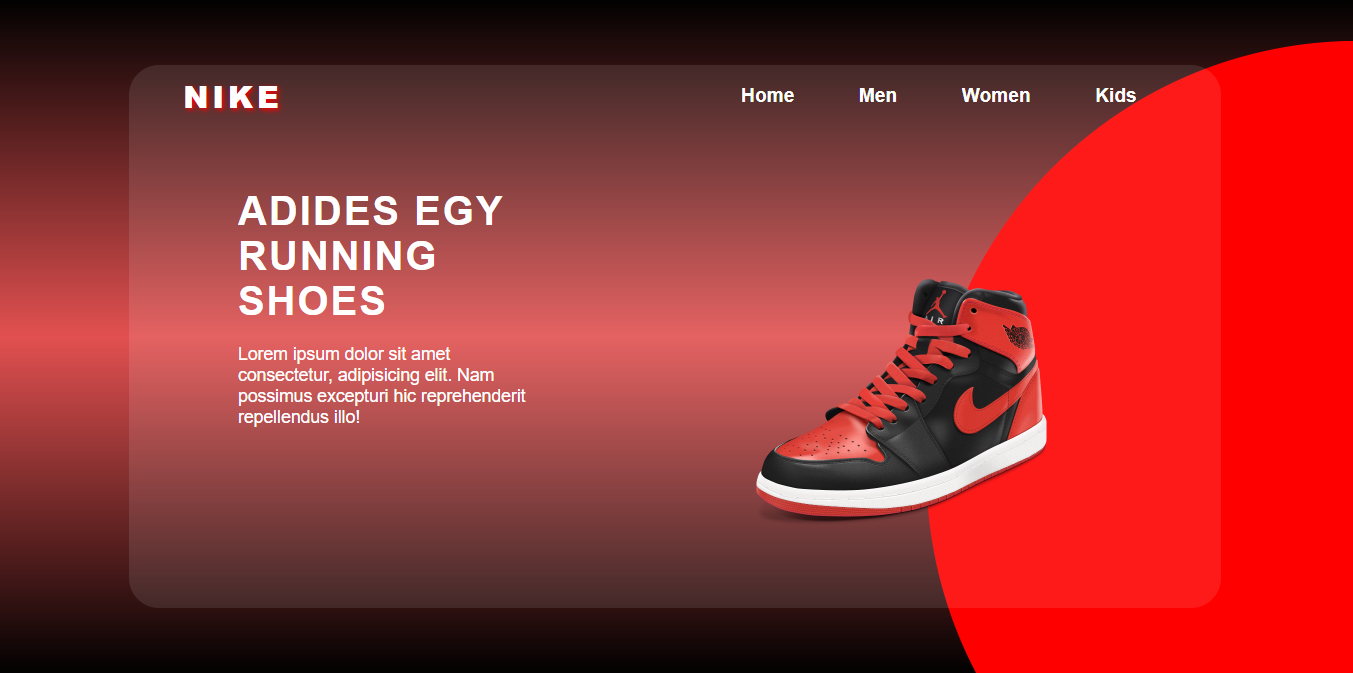 NIKE
Home Men Women Kids
ADIDES EGY
RUNNING
SHOES
Lorem ipsum dolor sit amet
consectetur, adipisicing elit. Nam
possimus excepturi hic reprehenderit
repellendus illo!